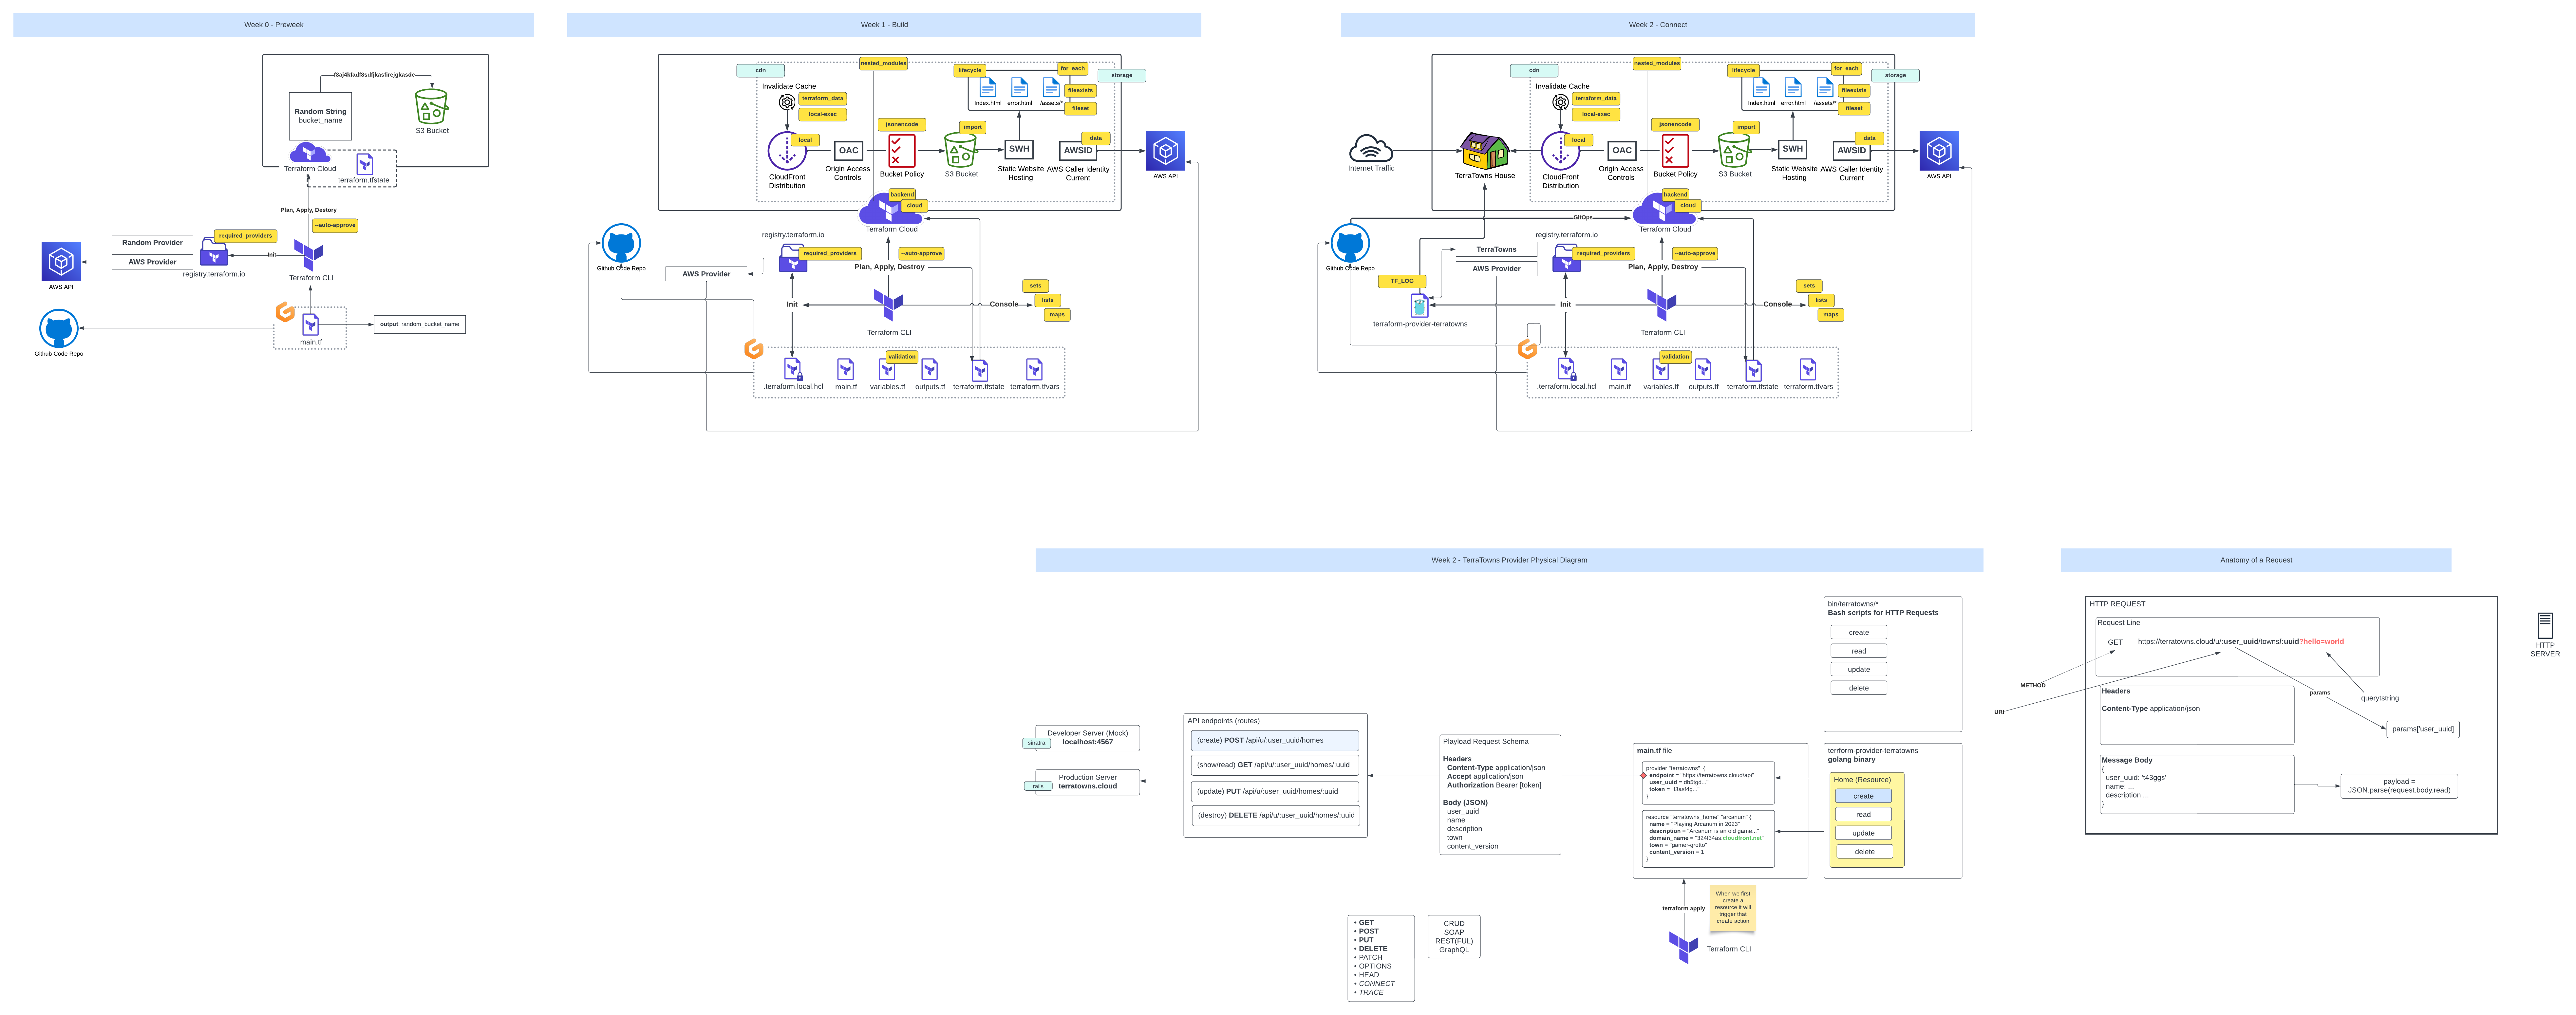 Week 0 - Preweek
f8aj4kfadf8sdfjkasfirejgkasde
Random String
bucket_name
S3 Bucket
Terraform Cloud
terraform.tfstate
Plan, Apply, Destory
--auto-approve
required_providers
Random Provider
AWS Provider
Init
registry.terraform.io
Terraform CLI
AWS API
main.tf
output: random_bucket_name
Github Code Repo
Week 1 - Build
cdn
nested_modules
lifecycle
for_each
storage
Invalidate Cache
terraform_data
local-exec
fileexists
Index.html
error.html
/assets/*
fileset
jsonencode
import
local
data
OAC
SWH
AWSID
CloudFront
Distribution
Origin Access
Controls
Bucket Policy
S3 Bucket
Static Website
Hosting
AWS Caller Identity
Current
AWS API
backend
cloud
Terraform Cloud
registry.terraform.io
required_providers
--auto-approve
Github Code Repo
AWS Provider
Plan, Apply, Destroy
sets
lists
maps
Init
Console
Terraform CLI
validation
.terraform.local.hcl
main.tf
variables.tf
outputs.tf
terraform.tfstate
terraform.tfvars
Week 2 - Connect
cdn
nested_modules
lifecycle
for_each
storage
Invalidate Cache
terraform_data
local-exec
fileexists
Index.html
error.html
/assets/*
fileset
jsonencode
import
local
data
OAC
SWH
AWSID
Internet Traffic
TerraTowns House
CloudFront
Distribution
Origin Access
Controls
Bucket Policy
S3 Bucket
Static Website
Hosting
AWS Caller Identity
Current
AWS API
backend
cloud
GitOps
Terraform Cloud
registry.terraform.io
TerraTowns
required_providers
--auto-approve
Github Code Repo
AWS Provider
Plan, Apply, Destroy
TF_LOG
sets
lists
maps
Init
Console
terraform-provider-terratowns
Terraform CLI
validation
.terraform.local.hcl
main.tf
variables.tf
outputs.tf
terraform.tfstate
terraform.tfvars
Week 2 - TerraTowns Provider Physical Diagram
bin/terratowns/*
Bash scripts for HTTP Requests
create
read
update
delete
Developer Server (Mock)
localhost:4567
sinatra
Production Server
terratowns.cloud
rails
API endpoints (routes)
(create) POST /api/u/:user_uuid/homes
(show/read) GET /api/u/:user_uuid/homes/:uuid
(update) PUT /api/u/:user_uuid/homes/:uuid
(destroy) DELETE /api/u/:user_uuid/homes/:uuid
Playload Request Schema
Headers
Content-Type application/json
Accept application/json
Authorization Bearer [token]
Body (JSON)
user_uuid
name
description
town
content_version
main.tf file
provider "terratowns" {
endpoint = "https://terratowns.cloud/api"
user_uuid = db5tgd..."
token = "f3asf4g..."
}
resource "terratowns_home" "arcanum" {
name = "Playing Arcanum in 2023"
description = "Arcanum is an old game..."
domain_name = "324f34as.cloudfront.net"
town = "gamer-grotto"
content_version = 1
}
terrform-provider-terratowns
golang binary
Home (Resource)
create
read
update
delete
terraform apply
When we first
create a
resource it will
trigger that
create action
Terraform CLI
• GET
• POST
• PUT
• DELETE
• PATCH
• OPTIONS
• HEAD
• CONNECT
• TRACE
CRUD
SOAP
REST(FUL)
GraphQL
Anatomy of a Request
HTTP REQUEST
Request Line
GET
https://terratowns.cloud/u/:user_uuid/towns/:uuid?hello=world
HTTP
SERVER
METHOD
URI
params
querytstring
Headers
Content-Type application/json
params['user_uuid]
Message Body
{
user_uuid: 't43ggs'
name: ...
description ...
}
payload =
JSON.parse(request.body.read)